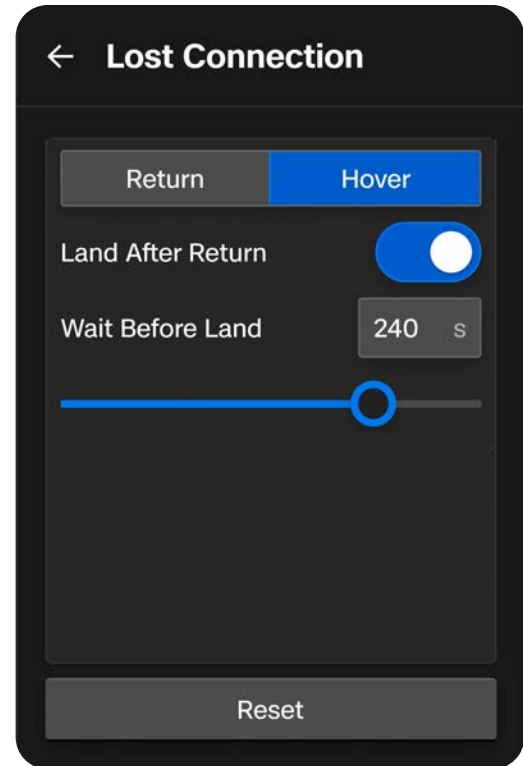 Lost Connection
Return Hover
Land After Return
Wait Before Land 240 s
Reset